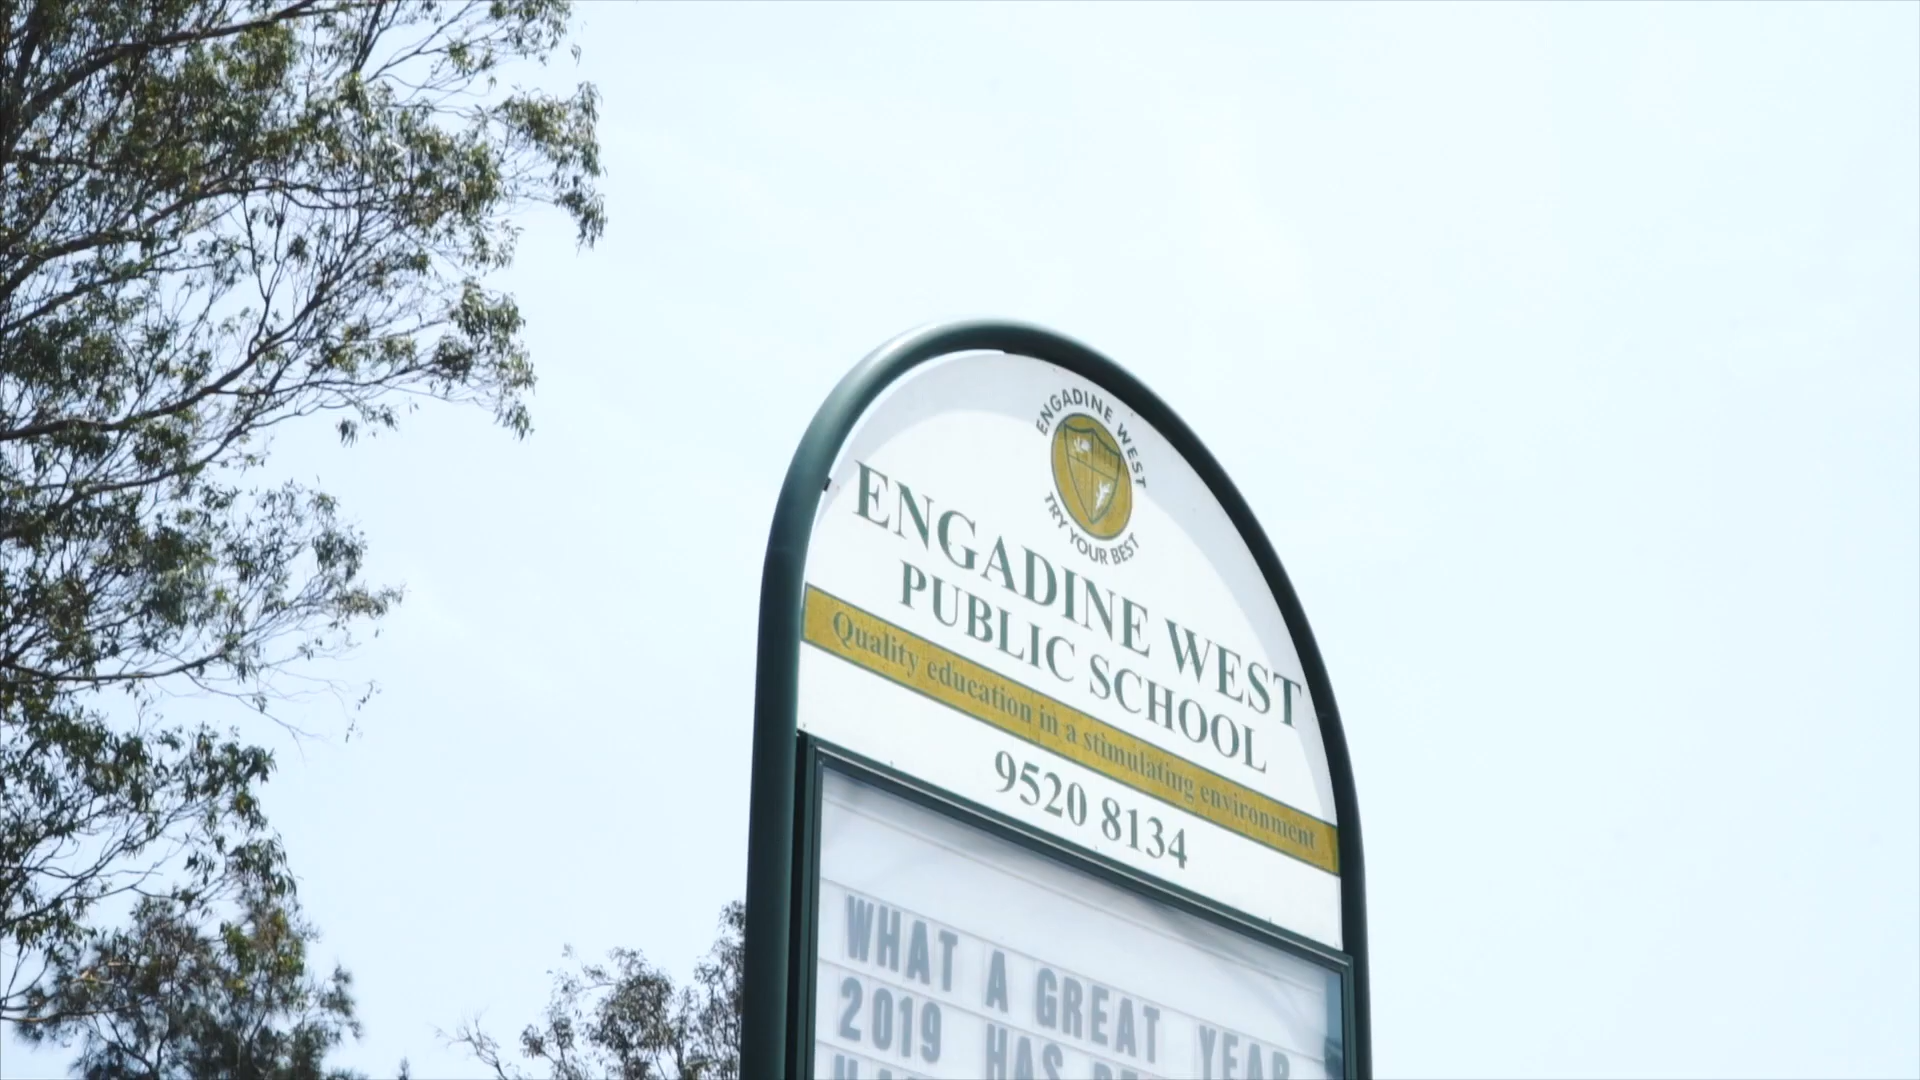 ENGADINE WEST
TRY YOUR BEST
ENGADINE WEST
PUBLIC SCHOOL
Quality education in a stimulating environment
9520 8134
WHAT A GREAT YEAR
2019 HAS